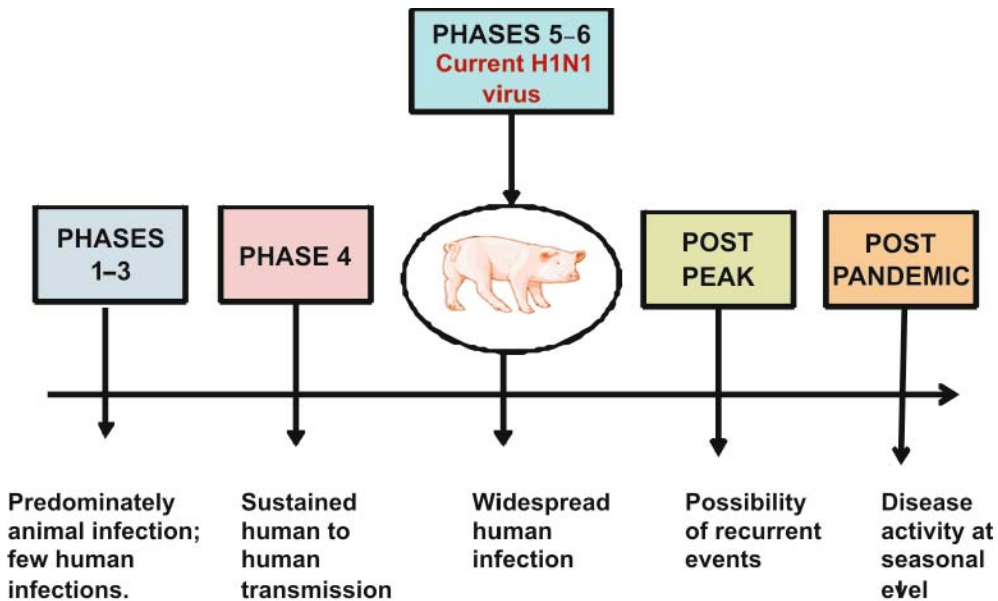 PHASES 5–6
Current H1N1
virus
PHASES
1–3
PHASE 4
POST
PEAK
POST
PANDEMIC
Predominately
animal infection;
few human
infections.
Sustained
human to
human
transmission
Widespread
human
infection
Possibility
of recurrent
events
Disease
activity at
seasonal